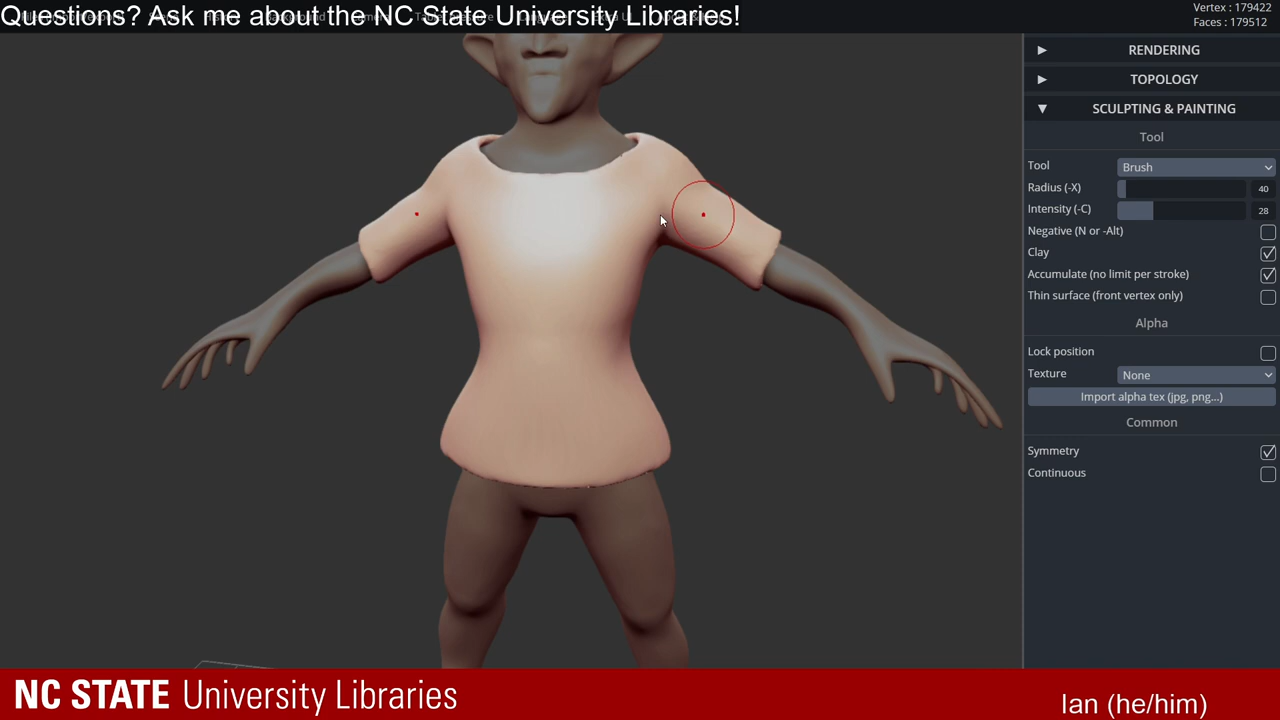 Questions? Ask me about the NC State University Libraries!
Vertex : 179422
Faces : 179512
RENDERING
TOPOLOGY
SCULPTING & PAINTING
Tool
Tool Brush
Radius (-X) 40
Intensity (-C) 28
Negative (N or -Alt)
Clay
Accumulate (no limit per stroke)
Thin surface (front vertex only)
Alpha
Lock position
Texture None
Import alpha tex (jpg, png...)
Common
Symmetry
Continuous
NC STATE University Libraries
Ian (he/him)